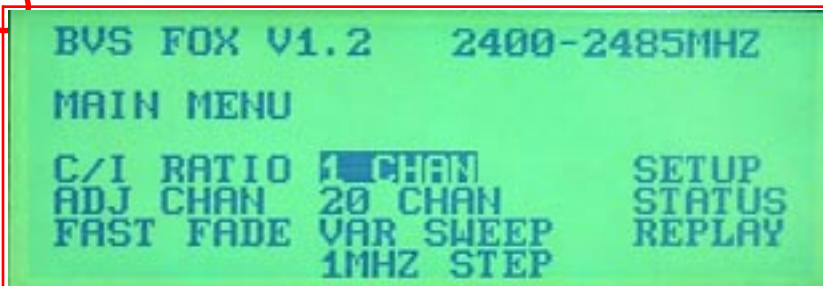 BVS FOX V1.2 2400-2485MHZ
MAIN MENU
C/I RATIO 1 CHAN SETUP
ADJ CHAN 20 CHAN STATUS
FAST FADE VAR SWEEP REPLAY
1MHZ STEP